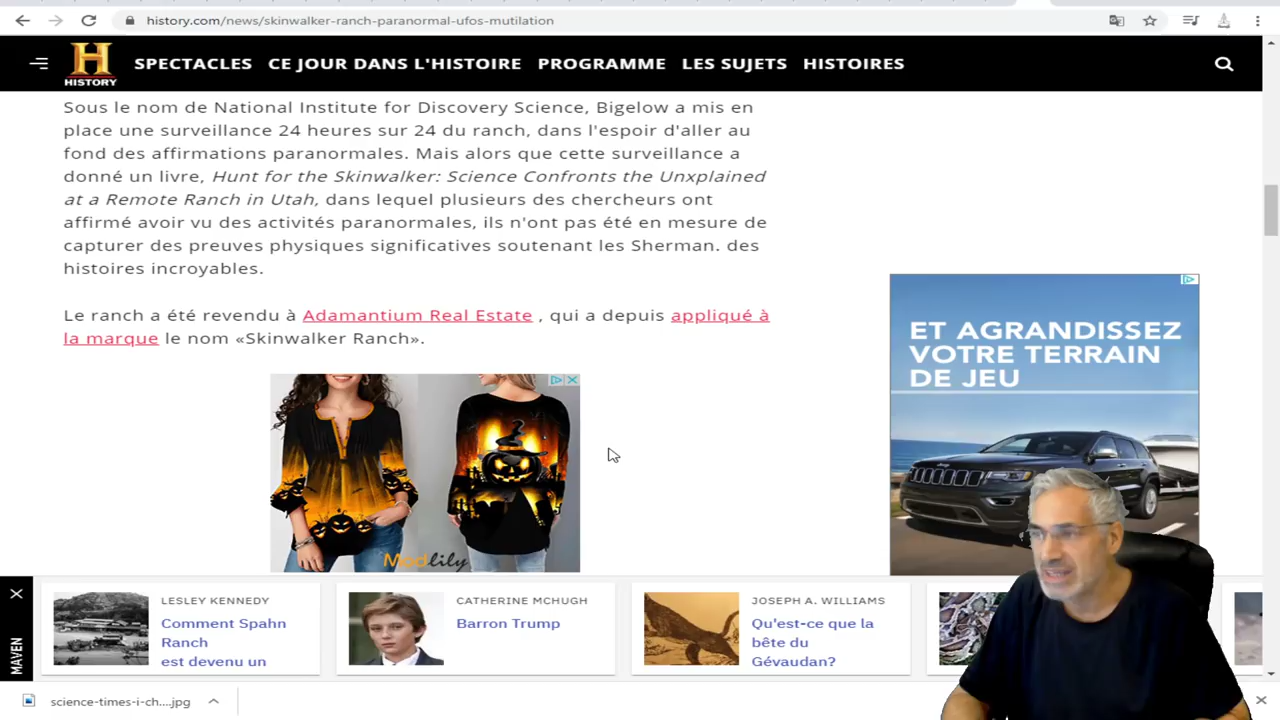 history.com/news/skinwalker-ranch-paranormal-ufos-mutilation
H
HISTORY
SPECTACLES
CE JOUR DANS L'HISTOIRE
PROGRAMME
LES SUJETS
HISTOIRES
Sous le nom de National Institute for Discovery Science, Bigelow a mis en
place une surveillance 24 heures sur 24 du ranch, dans l'espoir d'aller au
fond des affirmations paranormales. Mais alors que cette surveillance a
donné un livre, Hunt for the Skinwalker: Science Confronts the Unxplained
at a Remote Ranch in Utah, dans lequel plusieurs des chercheurs ont
affirmé avoir vu des activités paranormales, ils n'ont pas été en mesure de
capturer des preuves physiques significatives soutenant les Sherman. des
histoires incroyables.
Le ranch a été revendu à Adamantium Real Estate , qui a depuis appliqué à
la marque le nom «Skinwalker Ranch».
Modlily
ET AGRANDISSEZ
VOTRE TERRAIN
DE JEU
MAVEN
LESLEY KENNEDY
Comment Spahn
Ranch
est devenu un
CATHERINE MCHUGH
Barron Trump
JOSEPH A. WILLIAMS
Qu'est-ce que la
bête du
Gévaudan?
science-times-i-ch....jpg